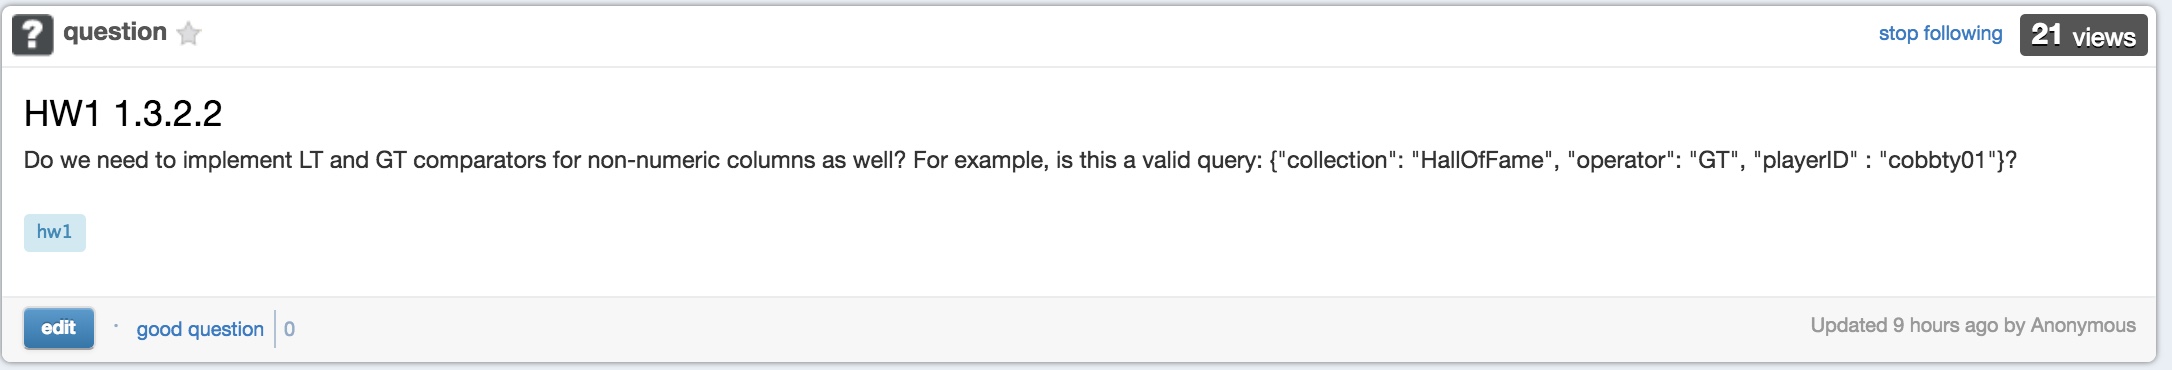 ? question
stop following
21 views
HW1 1.3.2.2
Do we need to implement LT and GT comparators for non-numeric columns as well? For example, is this a valid query: {"collection": "HallOfFame", "operator": "GT", "playerID" : "cobbty01"}?
hw1
edit · good question 0
Updated 9 hours ago by Anonymous